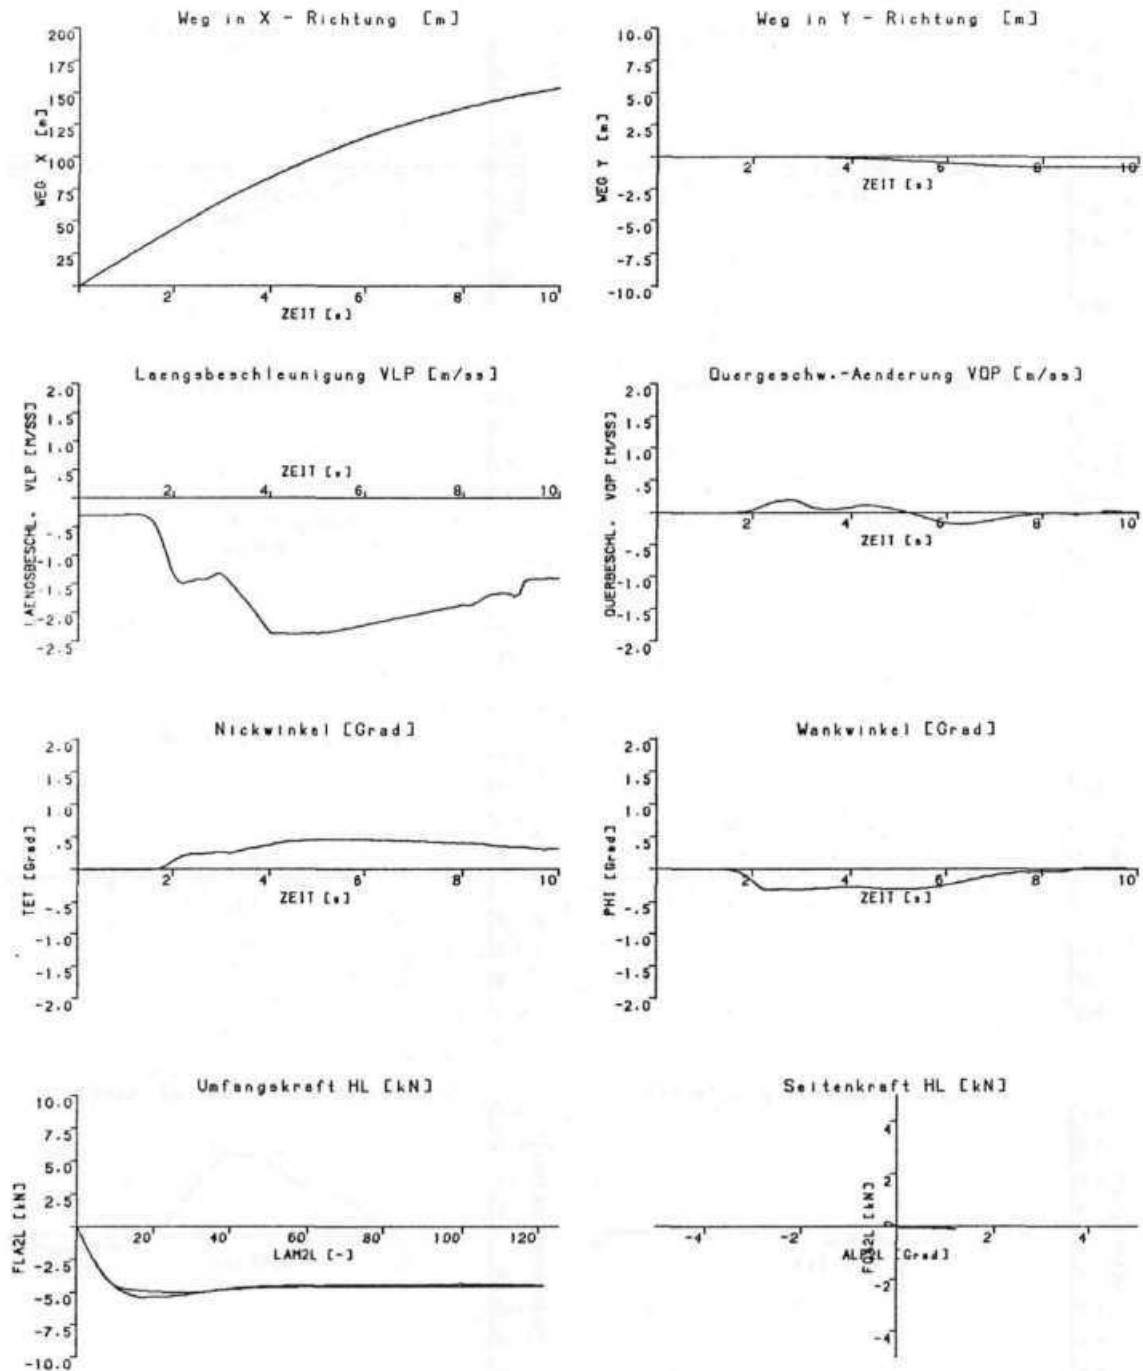 Weg in X - Richtung [m]
200
175
150
125
100
75
50
25
WEG X [m]
2 4 6 8 10
ZEIT [s]
Weg in Y - Richtung [m]
10.0
7.5
5.0
2.5
-2.5
-5.0
-7.5
-10.0
WEG Y [m]
2 4 6 8 10
ZEIT [s]
Laengsbeschleunigung VLP [m/ss]
2.0
1.5
1.0
.5
-.5
-1.0
-1.5
-2.0
-2.5
LAENGSBESCHL. VLP [M/SS]
ZEIT [s]
2 4 6 8 10
Quergeschw.-Aenderung VQP [m/ss]
2.0
1.5
1.0
.5
-.5
-1.0
-1.5
-2.0
QUERBESCHL. VQP [M/SS]
2 4 6 8 10
ZEIT [s]
Nickwinkel [Grad]
2.0
1.5
1.0
.5
-.5
-1.0
-1.5
-2.0
TET [Grad]
2 4 6 8 10
ZEIT [s]
Wankwinkel [Grad]
2.0
1.5
1.0
.5
-.5
-1.0
-1.5
-2.0
PHI [Grad]
2 4 6 8 10
ZEIT [s]
Umfangskraft HL [kN]
10.0
7.5
5.0
2.5
-2.5
-5.0
-7.5
-10.0
FLA2L [kN]
20 40 60 80 100 120
LAM2L [-]
Seitenkraft HL [kN]
4
2
-2
-4
[kN]
-4 -2 2 4
[Grad]